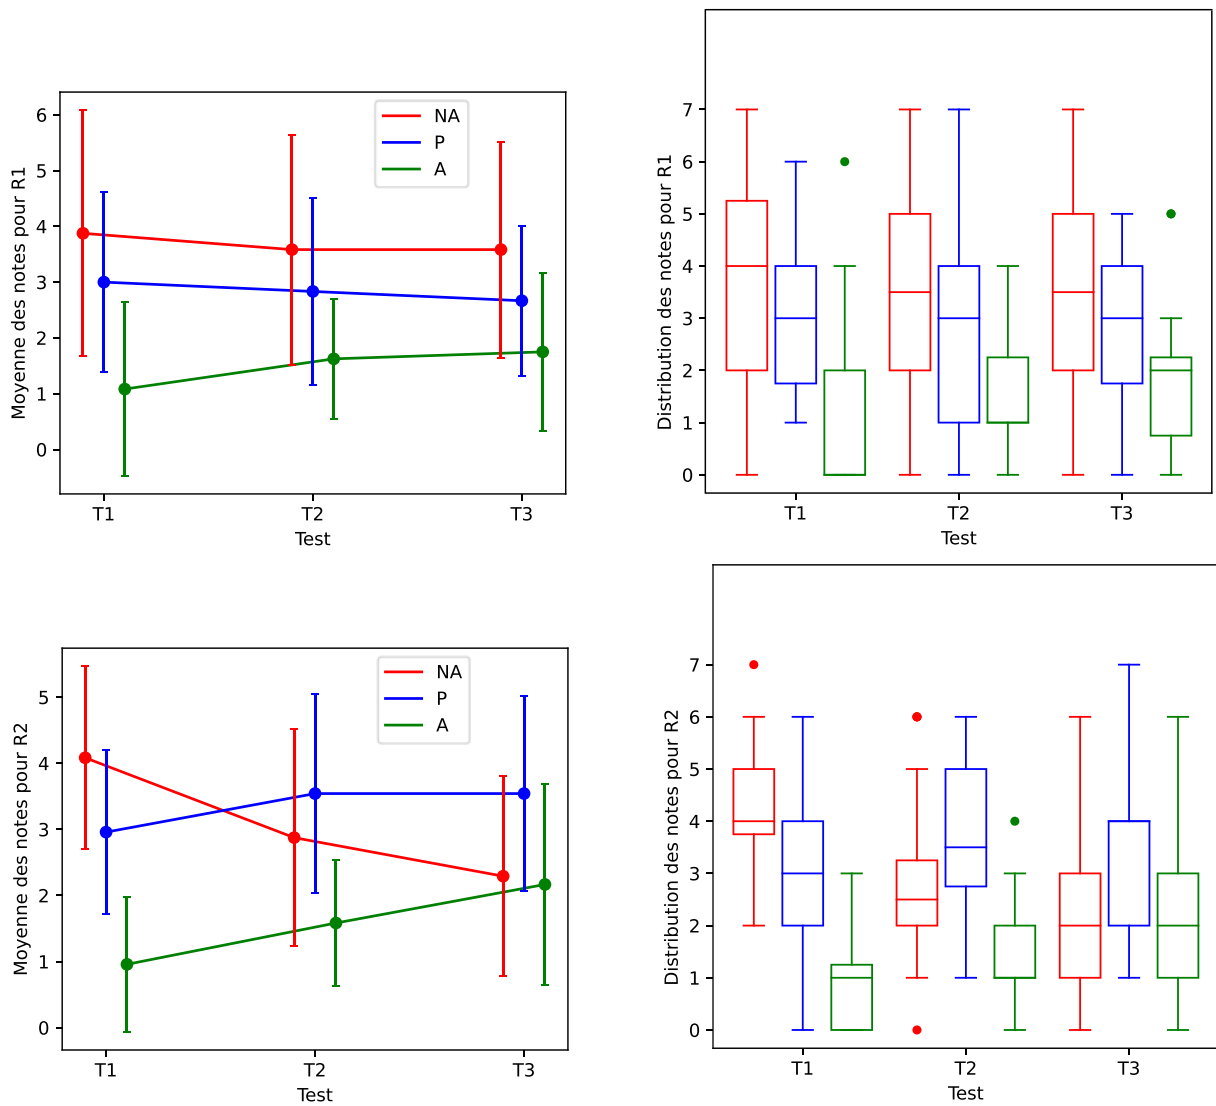 Moyenne des notes pour R1
6
5
4
3
2
1
0
NA
P
A
T1
T2
T3
Test
Distribution des notes pour R1
7
6
5
4
3
2
1
0
T1
T2
T3
Test
Moyenne des notes pour R2
5
4
3
2
1
0
NA
P
A
T1
T2
T3
Test
Distribution des notes pour R2
7
6
5
4
3
2
1
0
T1
T2
T3
Test